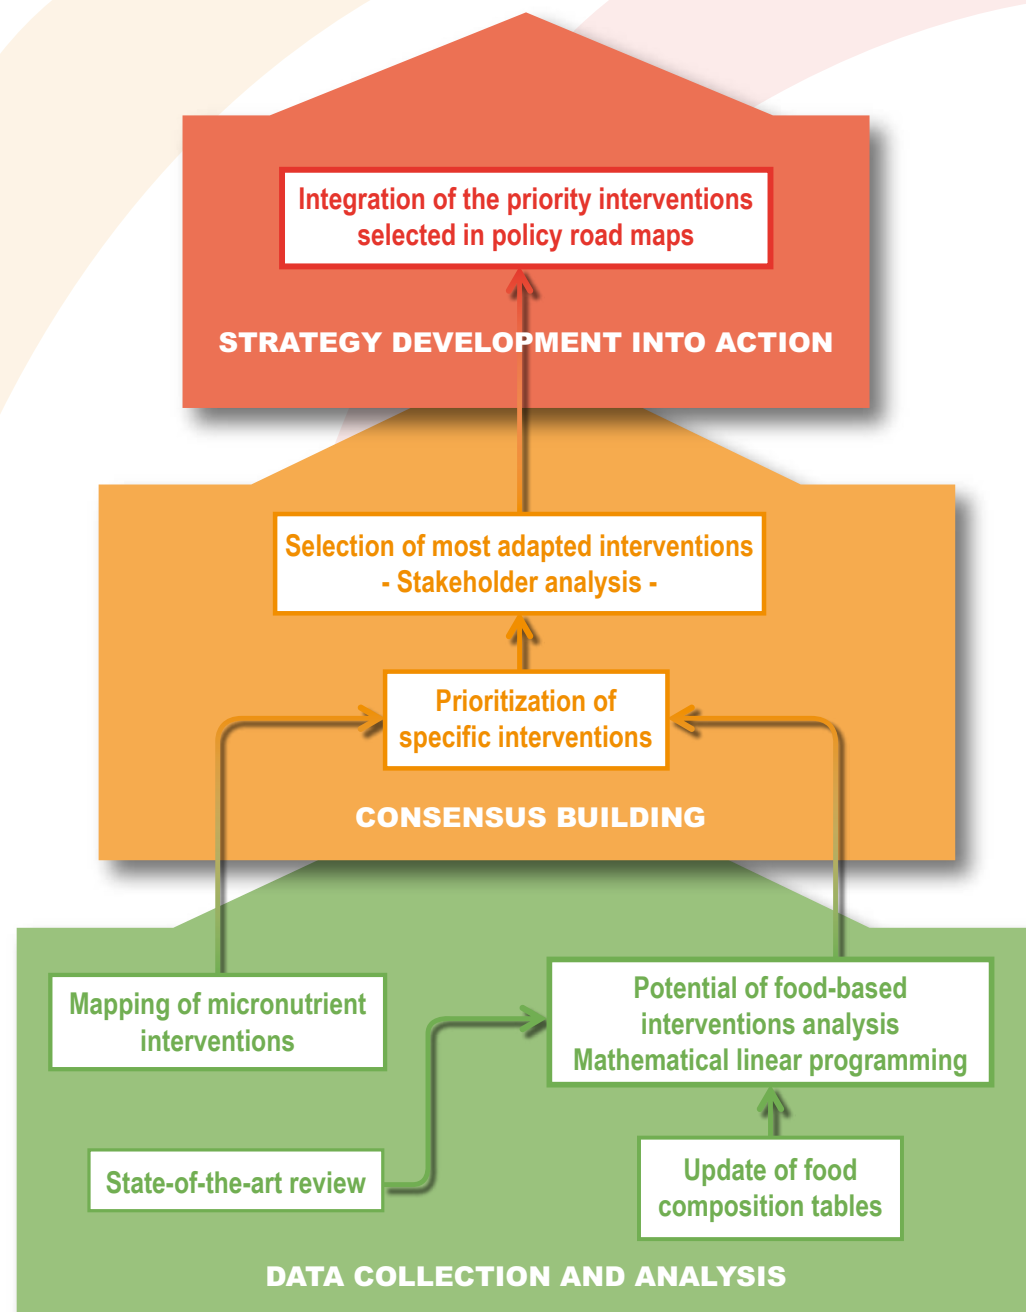 Integration of the priority interventions
selected in policy road maps
STRATEGY DEVELOPMENT INTO ACTION
Selection of most adapted interventions
- Stakeholder analysis -
Prioritization of
specific interventions
CONSENSUS BUILDING
Mapping of micronutrient
interventions
Potential of food-based
interventions analysis
Mathematical linear programming
State-of-the-art review
Update of food
composition tables
DATA COLLECTION AND ANALYSIS